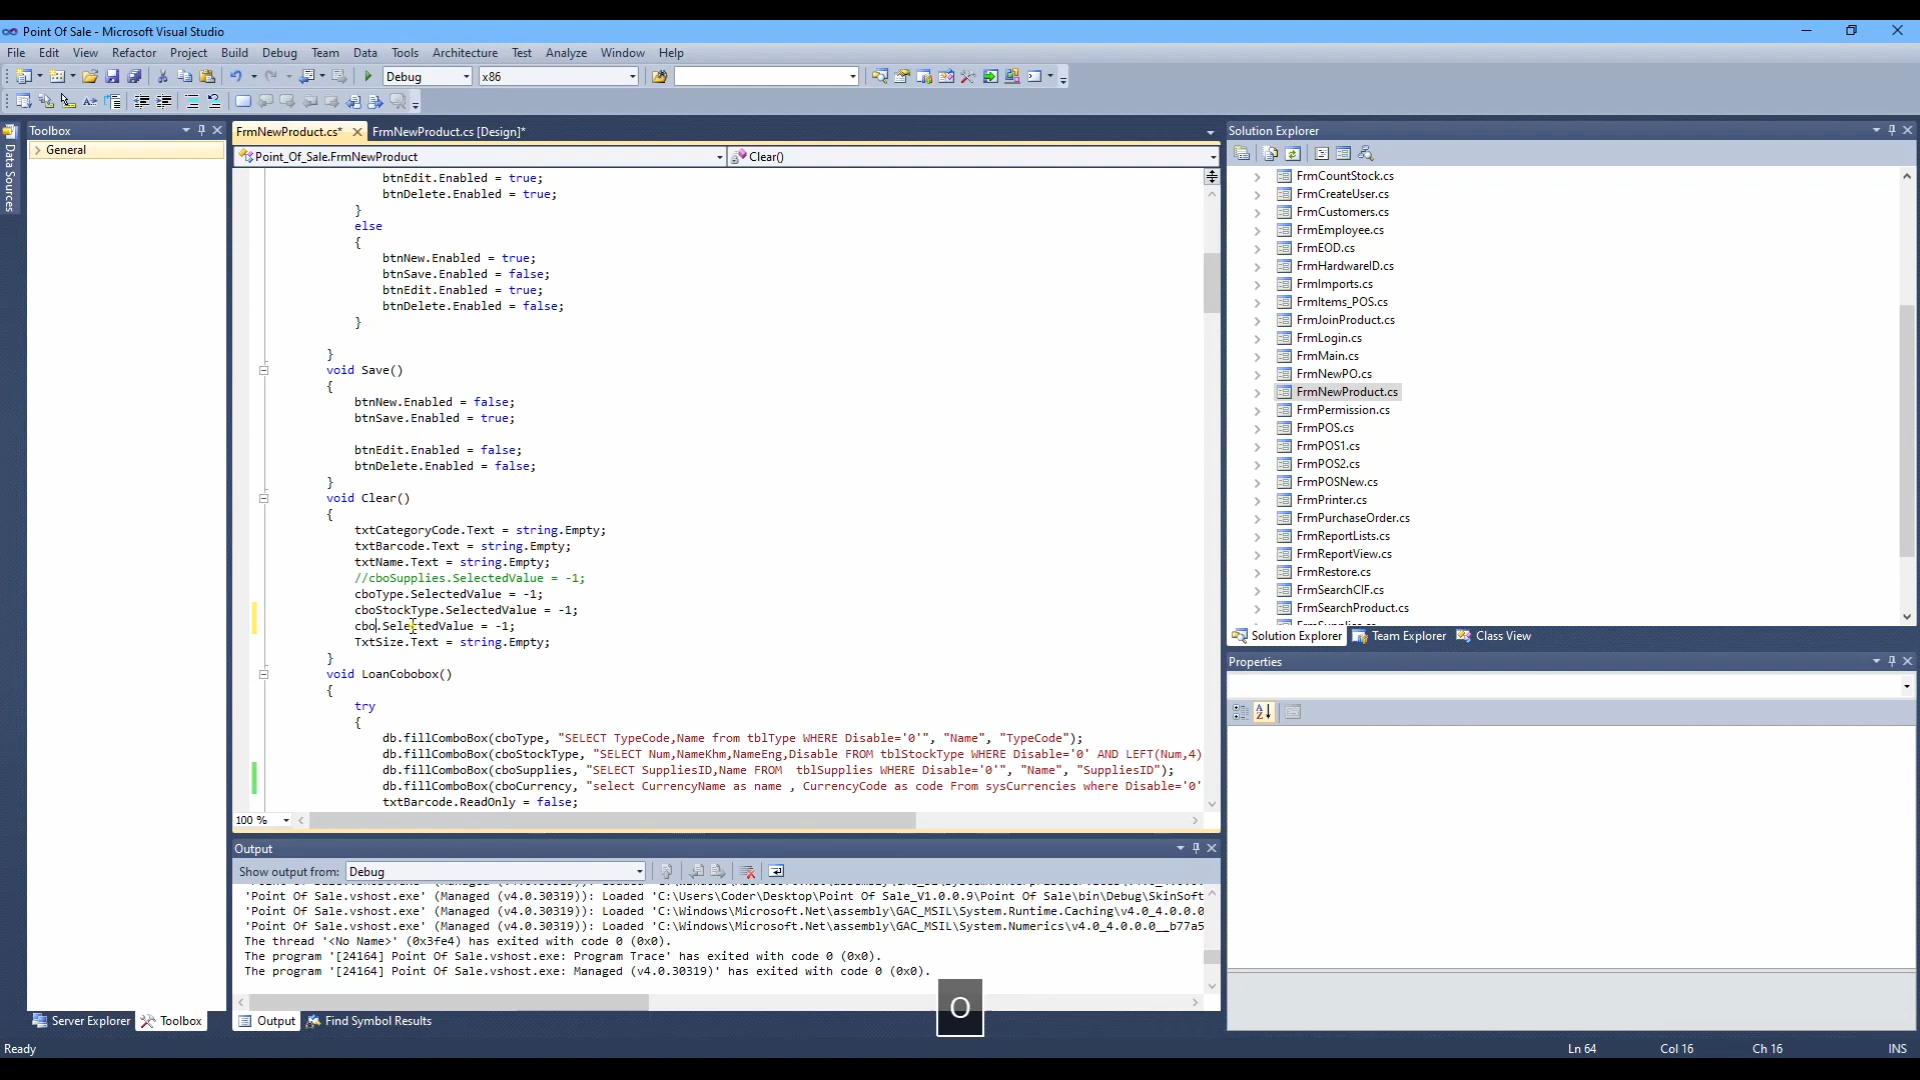 Point Of Sale - Microsoft Visual Studio
File Edit View Refactor Project Build Debug Team Data Tools Architecture Test Analyze Window Help
Debug x86
Toolbox
General
Data Sources
FrmNewProduct.cs* FrmNewProduct.cs [Design]*
Point_Of_Sale.FrmNewProduct Clear()
btnEdit.Enabled = true;
btnDelete.Enabled = true;
}
else
{
btnNew.Enabled = true;
btnSave.Enabled = false;
btnEdit.Enabled = true;
btnDelete.Enabled = false;
}
}
void Save()
{
btnNew.Enabled = false;
btnSave.Enabled = true;
btnEdit.Enabled = false;
btnDelete.Enabled = false;
}
void Clear()
{
txtCategoryCode.Text = string.Empty;
txtBarcode.Text = string.Empty;
txtName.Text = string.Empty;
//cboSupplies.SelectedValue = -1;
cboType.SelectedValue = -1;
cboStockType.SelectedValue = -1;
cbo.SelectedValue = -1;
TxtSize.Text = string.Empty;
}
void LoanCobobox()
{
try
{
db.fillComboBox(cboType, "SELECT TypeCode,Name from tblType WHERE Disable='0'", "Name", "TypeCode");
db.fillComboBox(cboStockType, "SELECT Num,NameKhm,NameEng,Disable FROM tblStockType WHERE Disable='0' AND LEFT(Num,4)
db.fillComboBox(cboSupplies, "SELECT SuppliesID,Name FROM  tblSupplies WHERE Disable='0'", "Name", "SuppliesID");
db.fillComboBox(cboCurrency, "select CurrencyName as name , CurrencyCode as code From sysCurrencies where Disable='0'
txtBarcode.ReadOnly = false;
100 %
Output
Show output from: Debug
'Point Of Sale.vshost.exe' (Managed (v4.0.30319)): Loaded 'C:\Users\Coder\Desktop\Point Of Sale_V1.0.0.9\Point Of Sale\bin\Debug\SkinSoft
'Point Of Sale.vshost.exe' (Managed (v4.0.30319)): Loaded 'C:\Windows\Microsoft.Net\assembly\GAC_MSIL\System.Runtime.Caching\v4.0_4.0.0.0
'Point Of Sale.vshost.exe' (Managed (v4.0.30319)): Loaded 'C:\Windows\Microsoft.Net\assembly\GAC_MSIL\System.Numerics\v4.0_4.0.0.0__b77a5
The thread '<No Name>' (0x3fe4) has exited with code 0 (0x0).
The program '[24164] Point Of Sale.vshost.exe: Program Trace' has exited with code 0 (0x0).
The program '[24164] Point Of Sale.vshost.exe: Managed (v4.0.30319)' has exited with code 0 (0x0).
O
Server Explorer Toolbox Output Find Symbol Results
Solution Explorer
FrmCountStock.cs
FrmCreateUser.cs
FrmCustomers.cs
FrmEmployee.cs
FrmEOD.cs
FrmHardwareID.cs
FrmImports.cs
FrmItems_POS.cs
FrmJoinProduct.cs
FrmLogin.cs
FrmMain.cs
FrmNewPO.cs
FrmNewProduct.cs
FrmPermission.cs
FrmPOS.cs
FrmPOS1.cs
FrmPOS2.cs
FrmPOSNew.cs
FrmPrinter.cs
FrmPurchaseOrder.cs
FrmReportLists.cs
FrmReportView.cs
FrmRestore.cs
FrmSearchCIF.cs
FrmSearchProduct.cs
Solution Explorer Team Explorer Class View
Properties
Ready Ln 64 Col 16 Ch 16 INS